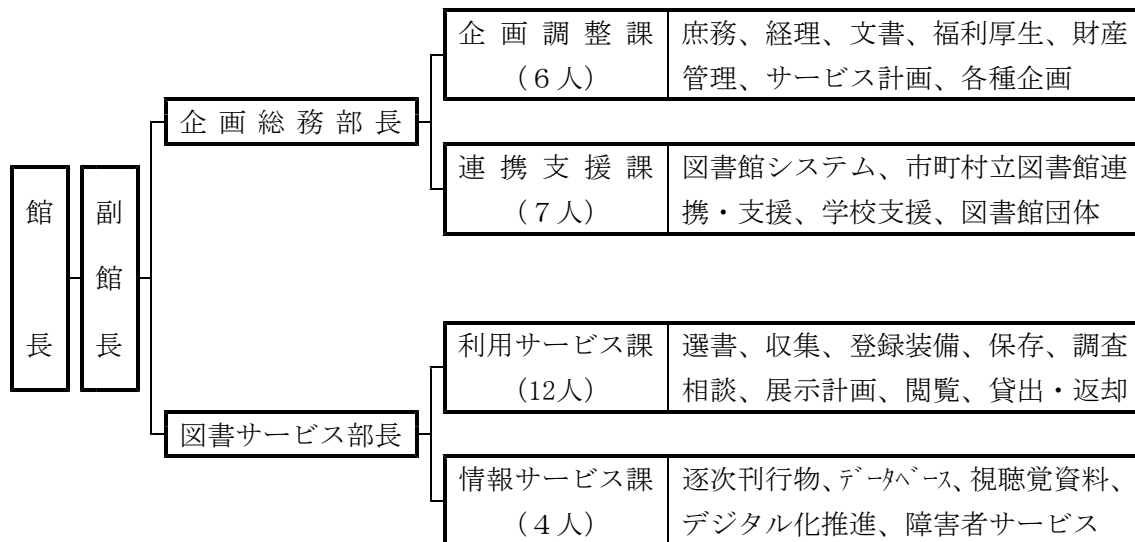 館長
副館長
企画総務部長
企画調整課
（６人）
庶務、経理、文書、福利厚生、財産
管理、サービス計画、各種企画
連携支援課
（７人）
図書館システム、市町村立図書館連
携・支援、学校支援、図書館団体
図書サービス部長
利用サービス課
（12人）
選書、収集、登録装備、保存、調査
相談、展示計画、閲覧、貸出・返却
情報サービス課
（４人）
逐次刊行物、ﾃﾞｰﾀﾍﾞｰｽ、視聴覚資料、
デジタル化推進、障害者サービス